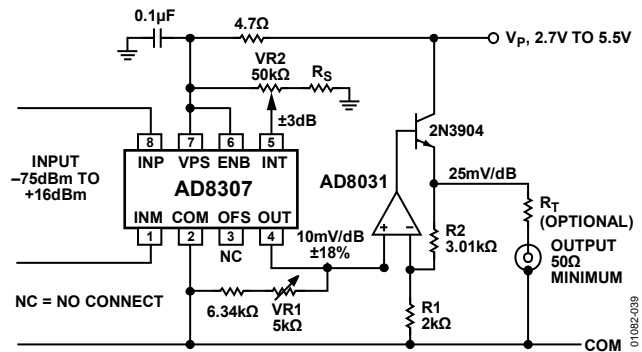 0.1µF
4.7Ω
VP, 2.7V TO 5.5V
VR2
50kΩ
RS
±3dB
2N3904
8 7 6 5
INP VPS ENB INT
INPUT
–75dBm TO
+16dBm
AD8307
INM COM OFS OUT
1 2 3 4
NC
10mV/dB
±18%
AD8031
+ –
25mV/dB
R2
3.01kΩ
RT
(OPTIONAL)
OUTPUT
50Ω
MINIMUM
NC = NO CONNECT
6.34kΩ
VR1
5kΩ
R1
2kΩ
COM
01082-039